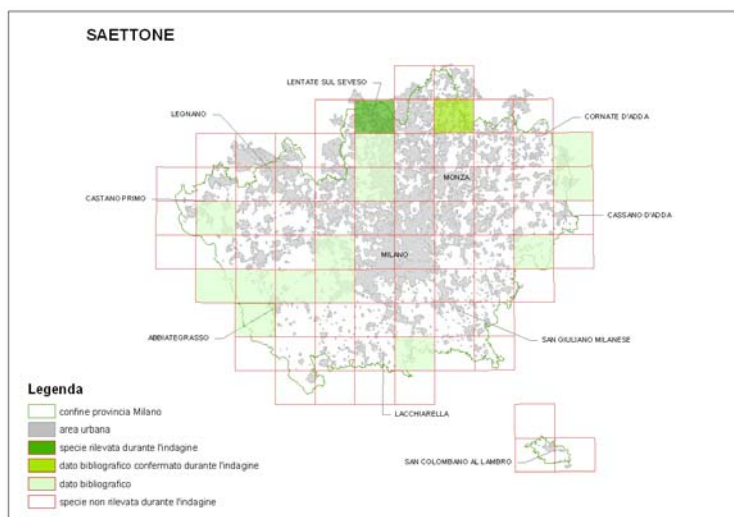 SAETTONE
LENTATE SUL SEVESO
LEGNANO
CORNATE D'ADDA
MONZA
CASTANO PRIMO
CASSANO D'ADDA
MILANO
ABBIATEGRASSO
SAN GIULIANO MILANESE
Legenda
confine provincia Milano
LACCHIARELLA
area urbana
specie rilevata durante l'indagine
dato bibliografico confermato durante l'indagine
SAN COLOMBANO AL LAMBRO
dato bibliografico
specie non rilevata durante l'indagine